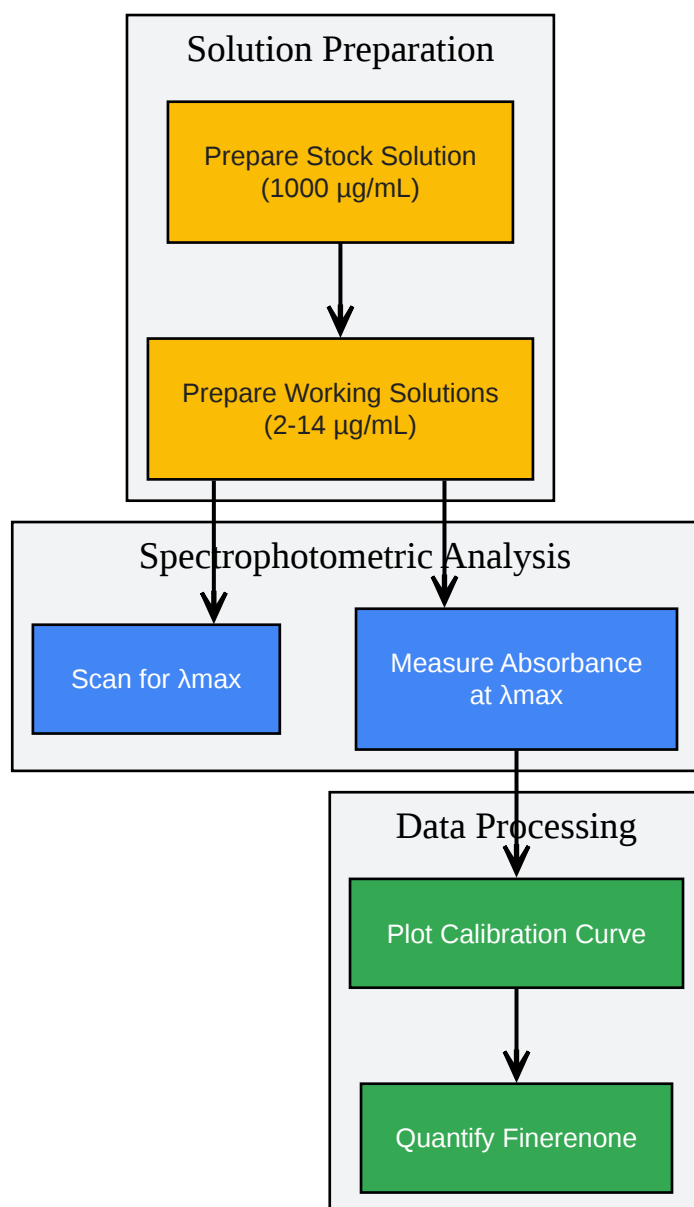 Solution Preparation
Prepare Stock Solution
(1000 µg/mL)
Prepare Working Solutions
(2-14 µg/mL)
Spectrophotometric Analysis
Scan for λmax
Measure Absorbance
at λmax
Data Processing
Plot Calibration Curve
Quantify Finerenone